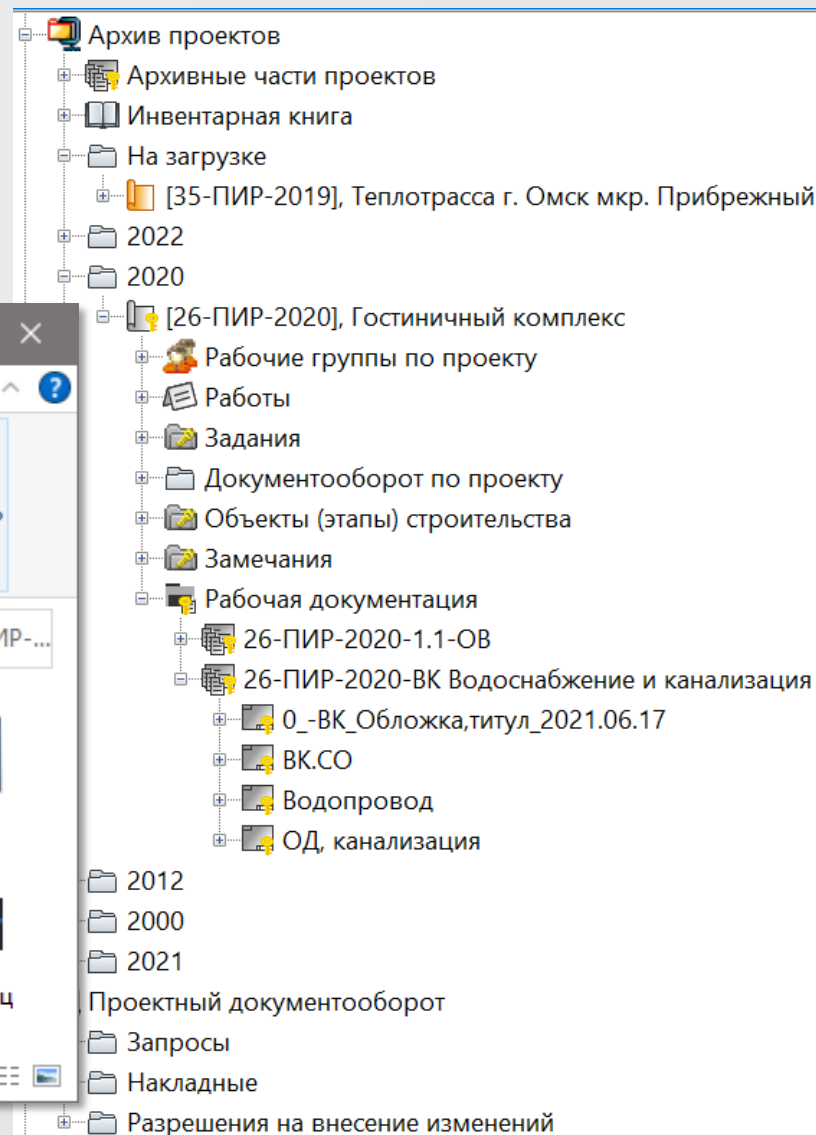 Архив проектов
Архивные части проектов
Инвентарная книга
На загрузке
[35-ПИР-2019], Теплотрасса г. Омск мкр. Прибрежный
2022
2020
[26-ПИР-2020], Гостиничный комплекс
Рабочие группы по проекту
Работы
Задания
Документооборот по проекту
Объекты (этапы) строительства
Замечания
Рабочая документация
26-ПИР-2020-1.1-ОВ
26-ПИР-2020-ВК Водоснабжение и канализация
0_-ВК_Обложка,титул_2021.06.17
ВК.СО
Водопровод
ОД, канализация
2012
2000
2021
Проектный документооборот
Запросы
Накладные
Разрешения на внесение изменений